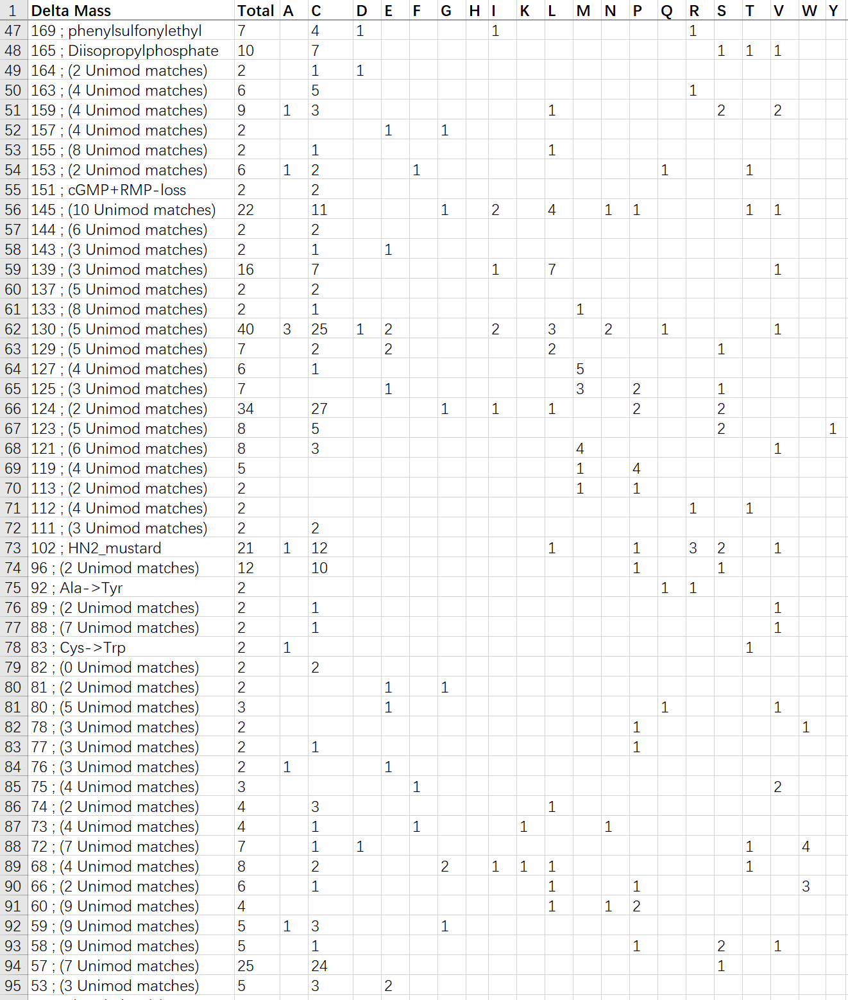 1 Delta Mass Total A C D E F G H I K L M N P Q R S T V W Y
47 169 ; phenylsulfonylethyl 7 4 1 1 1
48 165 ; Diisopropylphosphate 10 7 1 1 1
49 164 ; (2 Unimod matches) 2 1 1
50 163 ; (4 Unimod matches) 6 5 1
51 159 ; (4 Unimod matches) 9 1 3 1 2 2
52 157 ; (4 Unimod matches) 2 1 1
53 155 ; (8 Unimod matches) 2 1 1
54 153 ; (2 Unimod matches) 6 1 2 1 1 1
55 151 ; cGMP+RMP-loss 2 2
56 145 ; (10 Unimod matches) 22 11 1 2 4 1 1 1 1
57 144 ; (6 Unimod matches) 2 2
58 143 ; (3 Unimod matches) 2 1 1
59 139 ; (3 Unimod matches) 16 7 1 7 1
60 137 ; (5 Unimod matches) 2 2
61 133 ; (8 Unimod matches) 2 1 1
62 130 ; (5 Unimod matches) 40 3 25 1 2 2 3 2 1 1
63 129 ; (5 Unimod matches) 7 2 2 2 1
64 127 ; (4 Unimod matches) 6 1 5
65 125 ; (3 Unimod matches) 7 1 3 2 1
66 124 ; (2 Unimod matches) 34 27 1 1 1 2 2
67 123 ; (5 Unimod matches) 8 5 2 1
68 121 ; (6 Unimod matches) 8 3 4 1
69 119 ; (4 Unimod matches) 5 1 4
70 113 ; (2 Unimod matches) 2 1 1
71 112 ; (4 Unimod matches) 2 1 1
72 111 ; (3 Unimod matches) 2 2
73 102 ; HN2_mustard 21 1 12 1 1 3 2 1
74 96 ; (2 Unimod matches) 12 10 1 1
75 92 ; Ala->Tyr 2 1 1
76 89 ; (2 Unimod matches) 2 1 1
77 88 ; (7 Unimod matches) 2 1 1
78 83 ; Cys->Trp 2 1 1
79 82 ; (0 Unimod matches) 2 2
80 81 ; (2 Unimod matches) 2 1 1
81 80 ; (5 Unimod matches) 3 1 1 1
82 78 ; (3 Unimod matches) 2 1 1
83 77 ; (3 Unimod matches) 2 1 1
84 76 ; (3 Unimod matches) 2 1 1
85 75 ; (4 Unimod matches) 3 1 2
86 74 ; (2 Unimod matches) 4 3 1
87 73 ; (4 Unimod matches) 4 1 1 1 1
88 72 ; (7 Unimod matches) 7 1 1 1 4
89 68 ; (4 Unimod matches) 8 2 2 1 1 1 1
90 66 ; (2 Unimod matches) 6 1 1 1 3
91 60 ; (9 Unimod matches) 4 1 1 2
92 59 ; (9 Unimod matches) 5 1 3 1
93 58 ; (9 Unimod matches) 5 1 1 2 1
94 57 ; (7 Unimod matches) 25 24 1
95 53 ; (3 Unimod matches) 5 3 2